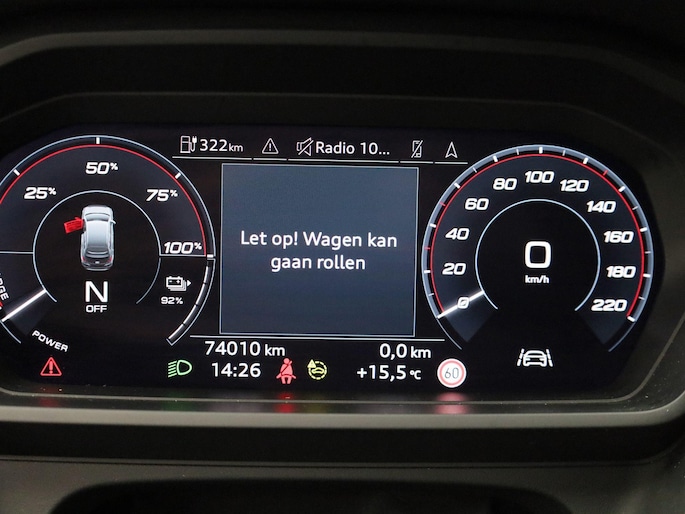 322km
Radio 10...
50%
25%
75%
100%
N
OFF
92%
POWER
Let op! Wagen kan
gaan rollen
0
20
40
60
80
100
120
140
160
180
200
220
0
km/h
74010 km
0,0 km
14:26
+15,5 °C
60